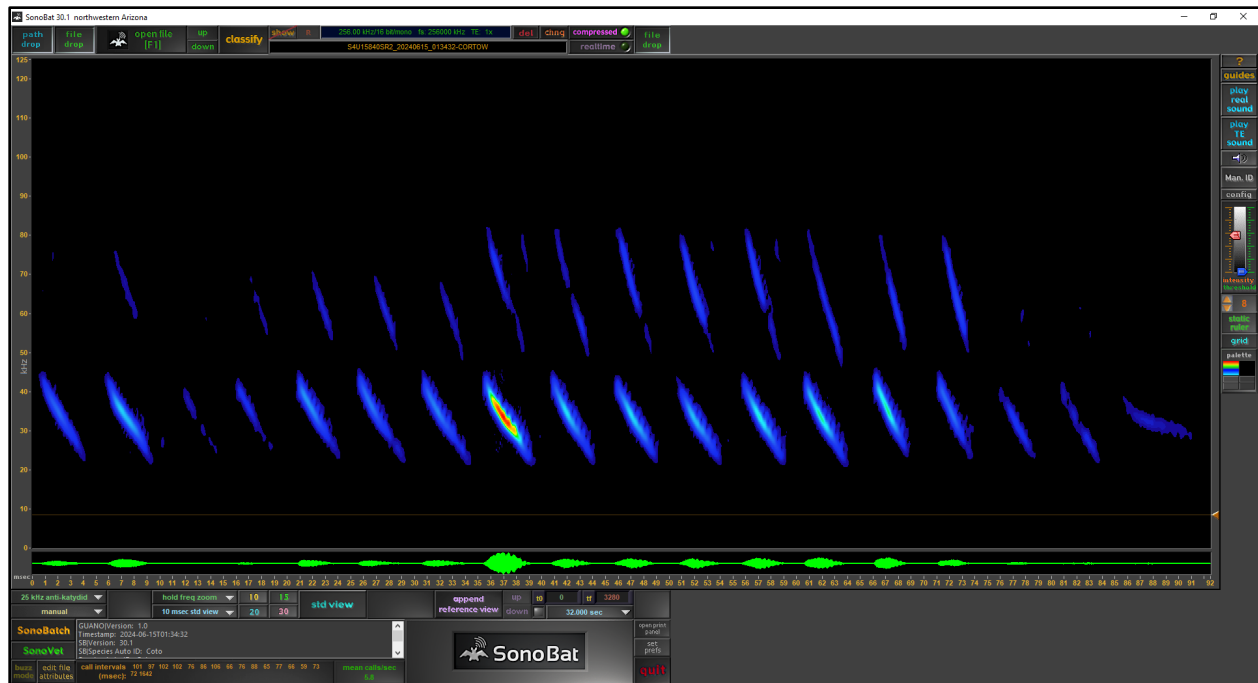 SonoBat 30.1 northwestern Arizona
path drop
file drop
open file [F1]
up
down
classify
show
R
256.00 kHz/16 bit/mono fs 256000 kHz TE: 1x
S4U15840SR2_20240615_013432-CORTOW
del
chng
compressed
realtime
file drop
125
120
110
100
90
80
70
60
50
kHz
40
30
20
10
0
?
guides
play real sound
play TE sound
Man. ID
config
intensity
threshold
8
static ruler
grid
palette
msec
0 1 2 3 4 5 6 7 8 9 10 11 12 13 14 15 16 17 18 19 20 21 22 23 24 25 26 27 28 29 30 31 32 33 34 35 36 37 38 39 40 41 42 43 44 45 46 47 48 49 50 51 52 53 54 55 56 57 58 59 60 61 62 63 64 65 66 67 68 69 70 71 72 73 74 75 76 77 78 79 80 81 82 83 84 85 86 87 88 89 90 91 92
25 kHz anti-katydid
manual
hold freq zoom
10 msec std view
10
15
20
30
std view
append reference view
up
down
t0
0
tf
3280
32.000 sec
SonoBatch
SonoVet
buzz mode
edit file attributes
GUANO|Version: 1.0
Timestamp: 2024-06-15T01:34:32
SB|Version: 30.1
SB|Species Auto ID: Coto
call intervals 101 97 102 102 76 86 106 66 76 88 65 77 66 59 73
(msec): 72 1642
mean calls/sec
5.8
SonoBat
open print panel
set prefs
quit